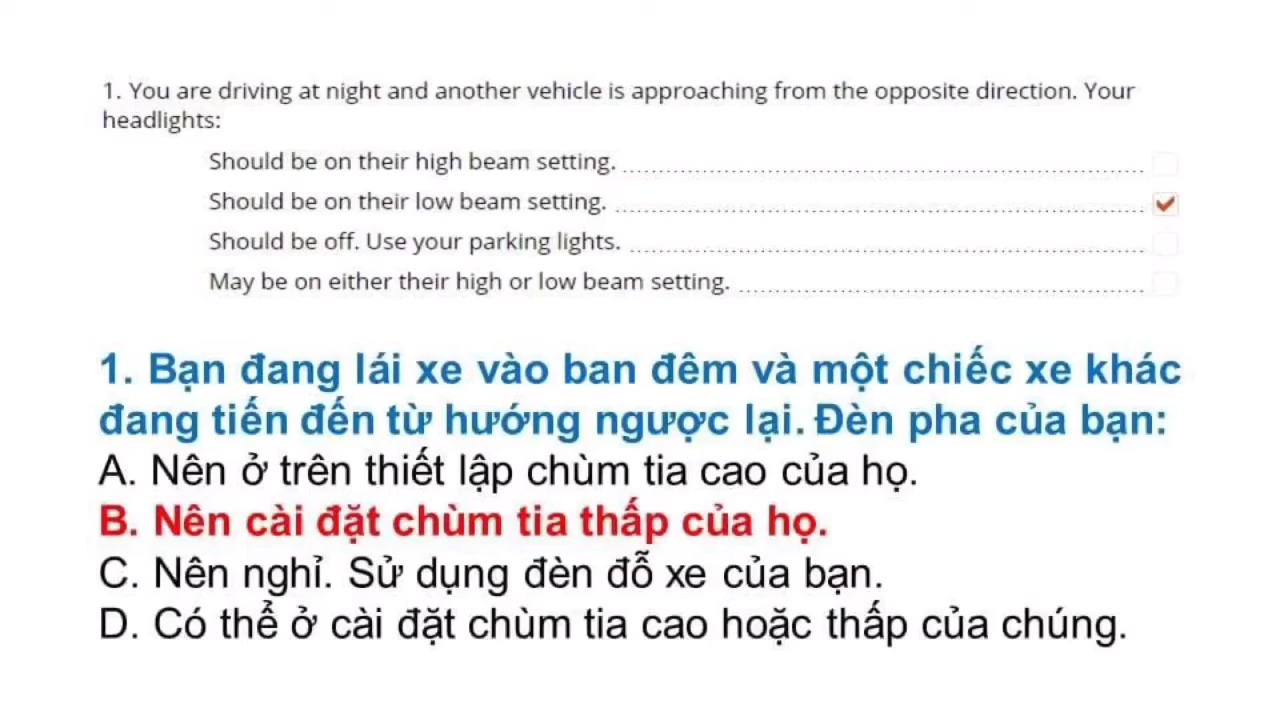 1. You are driving at night and another vehicle is approaching from the opposite direction. Your
headlights:
Should be on their high beam setting.
Should be on their low beam setting.
Should be off. Use your parking lights.
May be on either their high or low beam setting.
1. Bạn đang lái xe vào ban đêm và một chiếc xe khác
đang tiến đến từ hướng ngược lại. Đèn pha của bạn:
A. Nên ở trên thiết lập chùm tia cao của họ.
B. Nên cài đặt chùm tia thấp của họ.
C. Nên nghỉ. Sử dụng đèn đỗ xe của bạn.
D. Có thể ở cài đặt chùm tia cao hoặc thấp của chúng.